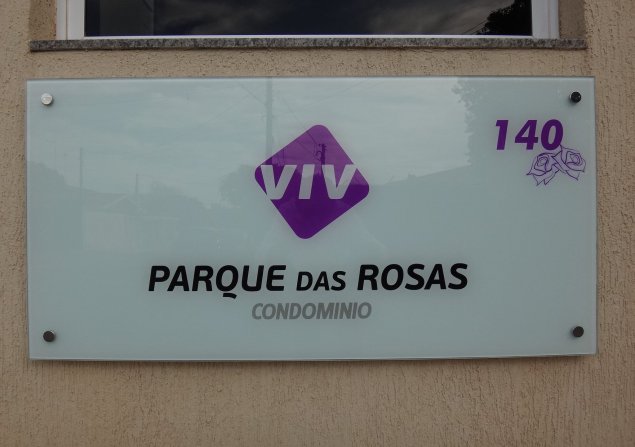 140
VIV
PARQUE DAS ROSAS
CONDOMINIO